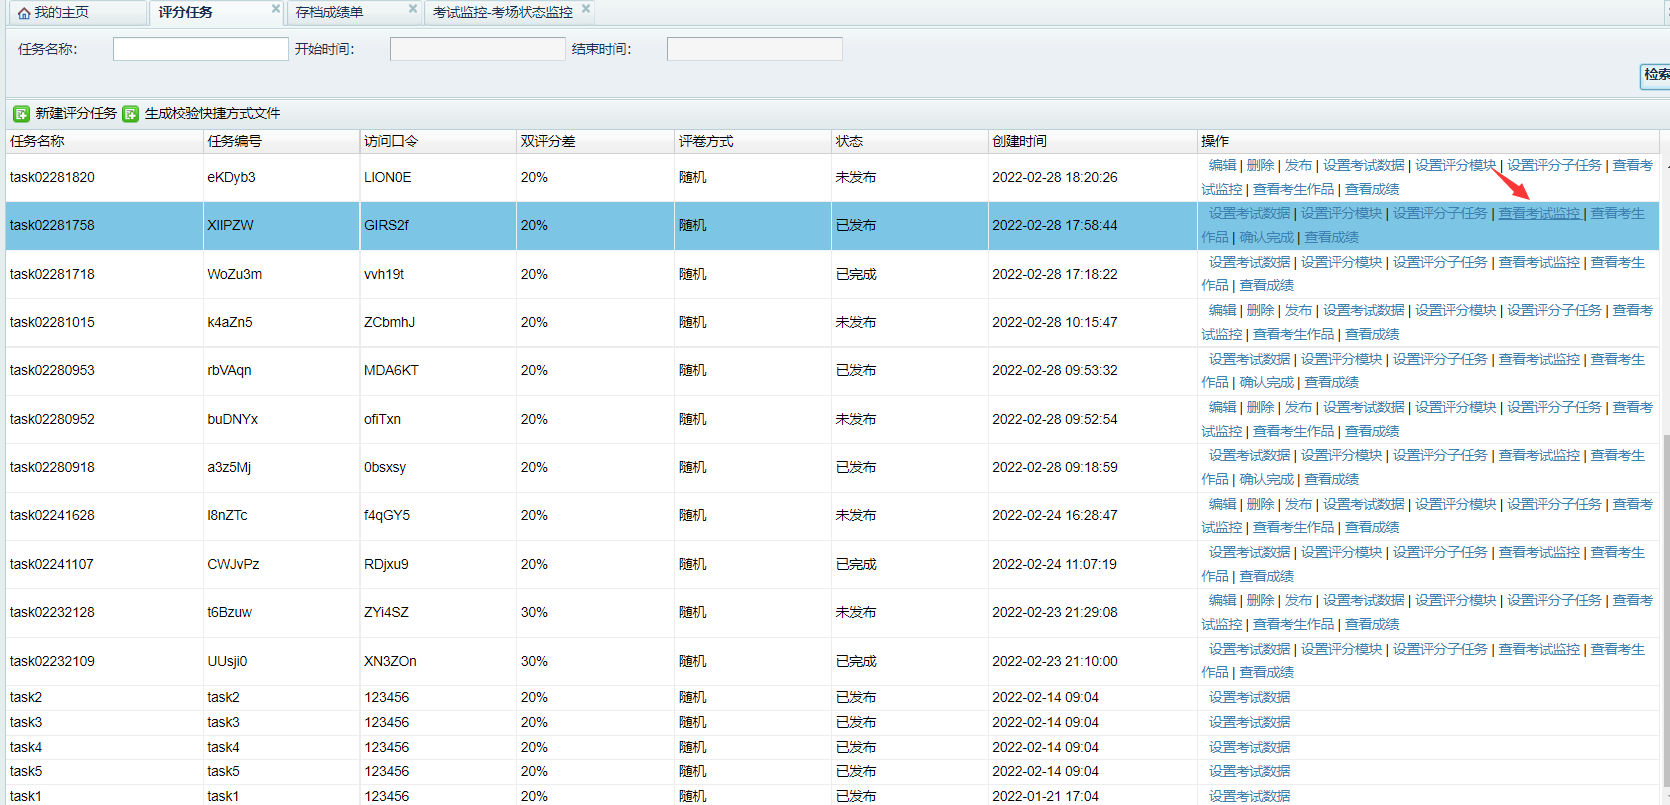 我的主页 评分任务 存档成绩单 考试监控-考场状态监控
任务名称: 开始时间: 结束时间:
检索
新建评分任务 生成校验快捷方式文件
任务名称 任务编号 访问口令 双评分差 评卷方式 状态 创建时间 操作
task02281820 eKDyb3 LION0E 20% 随机 未发布 2022-02-28 18:20:26 编辑 | 删除 | 发布 | 设置考试数据 | 设置评分模块 | 设置评分子任务 | 查看考
试监控 | 查看考生作品 | 查看成绩
task02281758 XIIPZW GIRS2f 20% 随机 已发布 2022-02-28 17:58:44 设置考试数据 | 设置评分模块 | 设置评分子任务 | 查看考试监控 | 查看考生
作品 | 确认完成 | 查看成绩
task02281718 WoZu3m vvh19t 20% 随机 已完成 2022-02-28 17:18:22 设置考试数据 | 设置评分模块 | 设置评分子任务 | 查看考试监控 | 查看考生
作品 | 查看成绩
task02281015 k4aZn5 ZCbmhJ 20% 随机 未发布 2022-02-28 10:15:47 编辑 | 删除 | 发布 | 设置考试数据 | 设置评分模块 | 设置评分子任务 | 查看考
试监控 | 查看考生作品 | 查看成绩
task02280953 rbVAqn MDA6KT 20% 随机 已发布 2022-02-28 09:53:32 设置考试数据 | 设置评分模块 | 设置评分子任务 | 查看考试监控 | 查看考生
作品 | 确认完成 | 查看成绩
task02280952 buDNYx ofiTxn 20% 随机 未发布 2022-02-28 09:52:54 编辑 | 删除 | 发布 | 设置考试数据 | 设置评分模块 | 设置评分子任务 | 查看考
试监控 | 查看考生作品 | 查看成绩
task02280918 a3z5Mj 0bsxsy 20% 随机 已发布 2022-02-28 09:18:59 设置考试数据 | 设置评分模块 | 设置评分子任务 | 查看考试监控 | 查看考生
作品 | 确认完成 | 查看成绩
task02241628 I8nZTc f4qGY5 20% 随机 未发布 2022-02-24 16:28:47 编辑 | 删除 | 发布 | 设置考试数据 | 设置评分模块 | 设置评分子任务 | 查看考
试监控 | 查看考生作品 | 查看成绩
task02241107 CWJvPz RDjxu9 20% 随机 已完成 2022-02-24 11:07:19 设置考试数据 | 设置评分模块 | 设置评分子任务 | 查看考试监控 | 查看考生
作品 | 查看成绩
task02232128 t6Bzuw ZYi4SZ 30% 随机 未发布 2022-02-23 21:29:08 编辑 | 删除 | 发布 | 设置考试数据 | 设置评分模块 | 设置评分子任务 | 查看考
试监控 | 查看考生作品 | 查看成绩
task02232109 UUsji0 XN3ZOn 30% 随机 已完成 2022-02-23 21:10:00 设置考试数据 | 设置评分模块 | 设置评分子任务 | 查看考试监控 | 查看考生
作品 | 查看成绩
task2 task2 123456 20% 随机 已发布 2022-02-14 09:04 设置考试数据
task3 task3 123456 20% 随机 已发布 2022-02-14 09:04 设置考试数据
task4 task4 123456 20% 随机 已发布 2022-02-14 09:04 设置考试数据
task5 task5 123456 20% 随机 已发布 2022-02-14 09:04 设置考试数据
task1 task1 123456 20% 随机 已发布 2022-01-21 17:04 设置考试数据